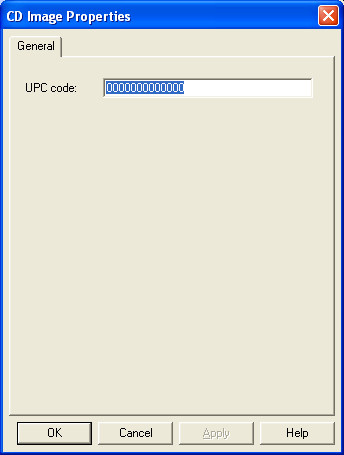 CD Image Properties
General
UPC code: 0000000000000
OK Cancel Apply Help